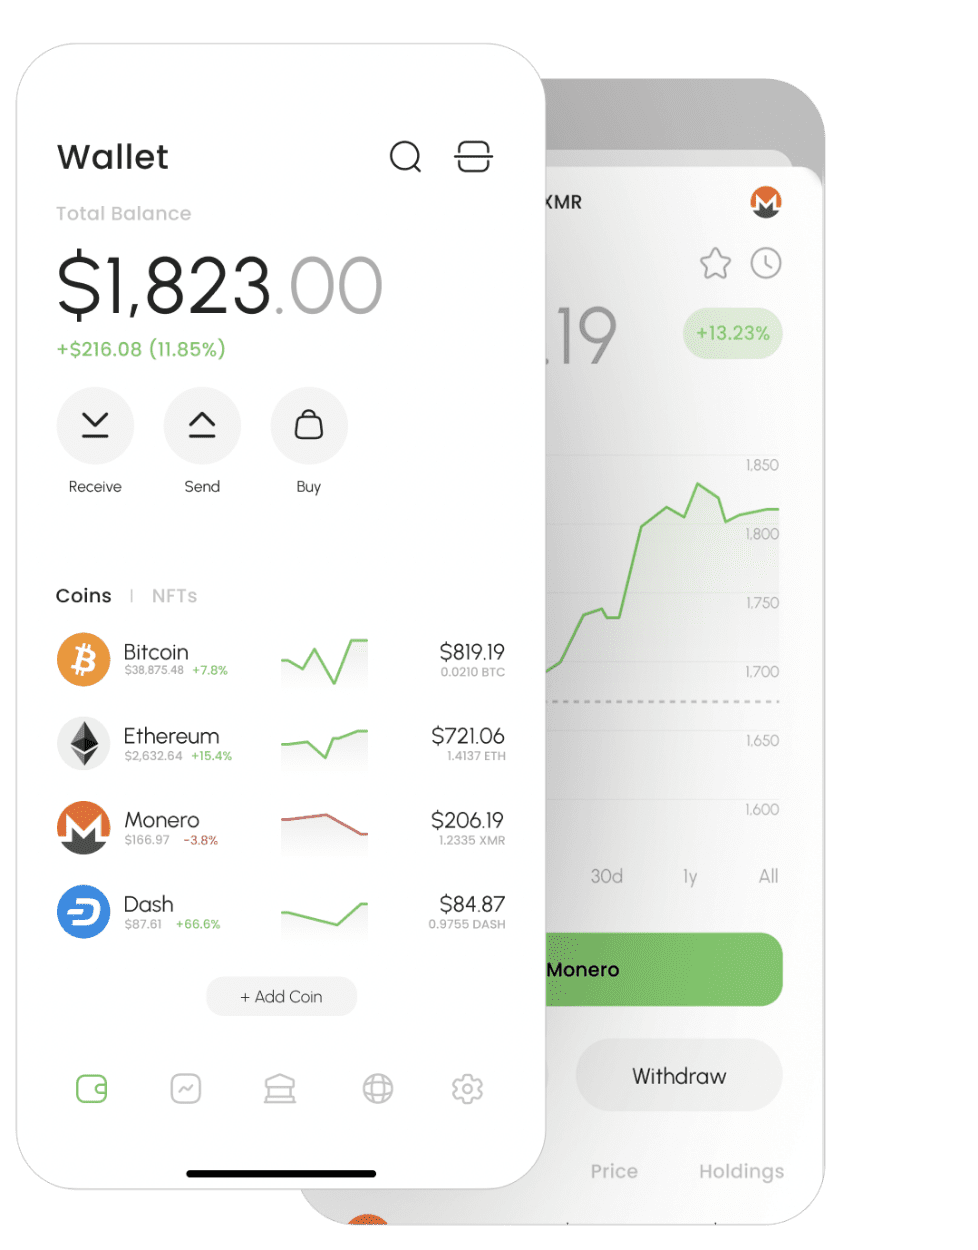 Wallet
Total Balance
$1,823.00
+$216.08 (11.85%)
Receive
Send
Buy
Coins | NFTs
Bitcoin
$38,875.48 +7.8%
$819.19
0.0210 BTC
Ethereum
$2,632.64 +15.4%
$721.06
1.4137 ETH
Monero
$166.97 -3.8%
$206.19
1.2335 XMR
Dash
$87.61 +66.6%
$84.87
0.9755 DASH
+ Add Coin
XMR
.19
+13.23%
1.850
1.800
1.750
1.700
1.650
1.600
30d
1y
All
Monero
Withdraw
Price
Holdings